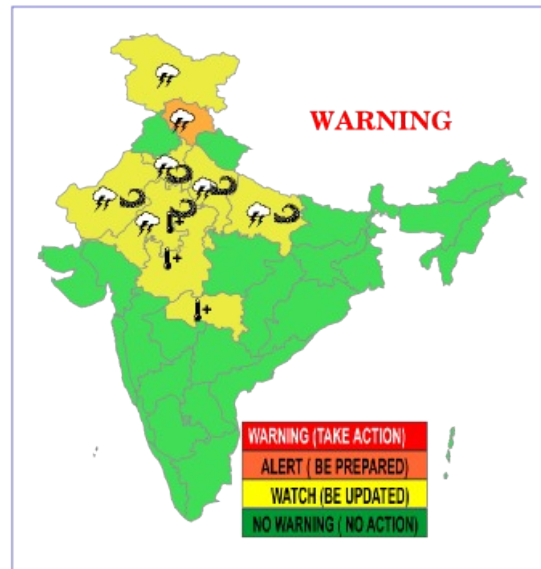 WARNING
WARNING (TAKE ACTION)
ALERT ( BE PREPARED)
WATCH (BE UPDATED)
NO WARNING ( NO ACTION)